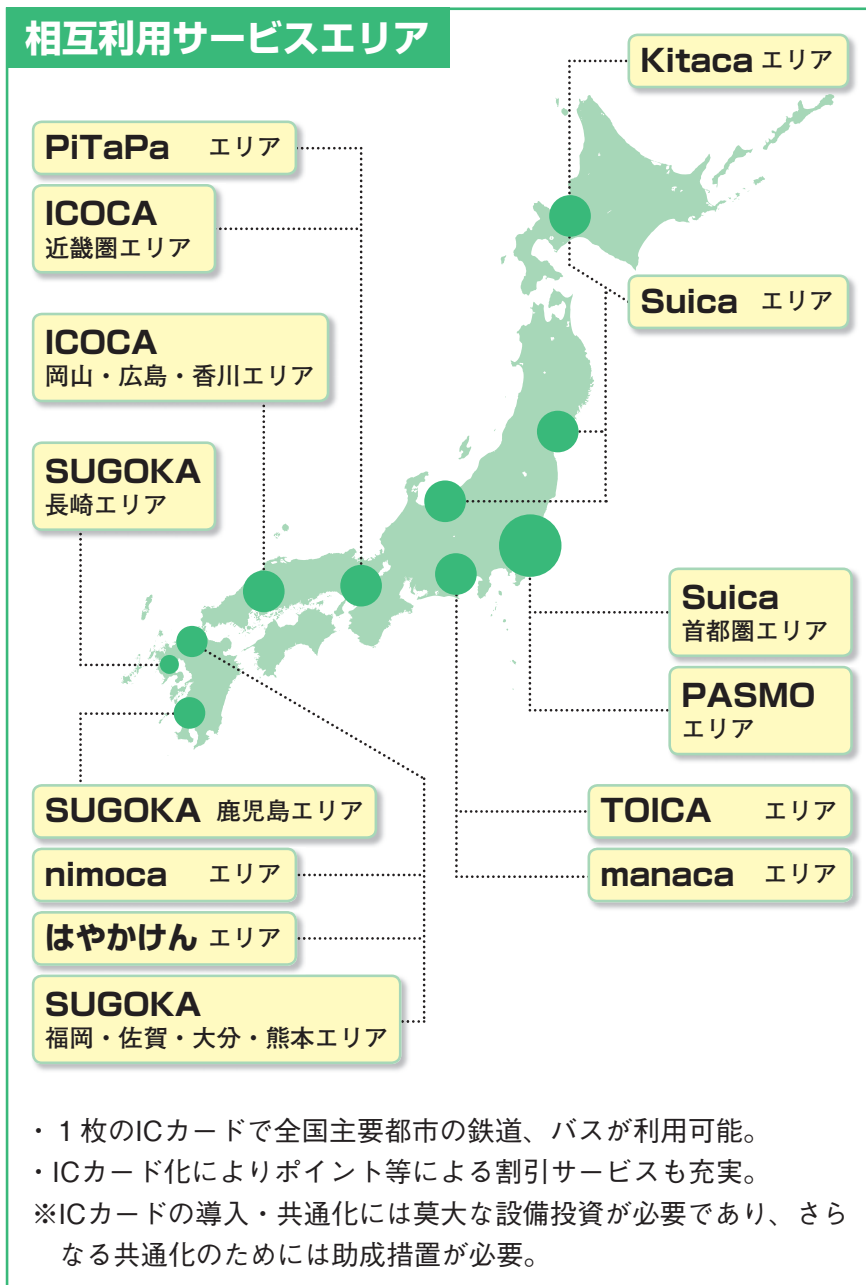 相互利用サービスエリア
Kitaca エリア
PiTaPa エリア
ICOCA
近畿圏エリア
Suica エリア
ICOCA
岡山・広島・香川エリア
SUGOKA
長崎エリア
Suica
首都圏エリア
PASMO
エリア
SUGOKA 鹿児島エリア
TOICA エリア
nimoca エリア
manaca エリア
はやかけん エリア
SUGOKA
福岡・佐賀・大分・熊本エリア
・１枚のICカードで全国主要都市の鉄道、バスが利用可能。
・ICカード化によりポイント等による割引サービスも充実。
※ICカードの導入・共通化には莫大な設備投資が必要であり、さら
なる共通化のためには助成措置が必要。